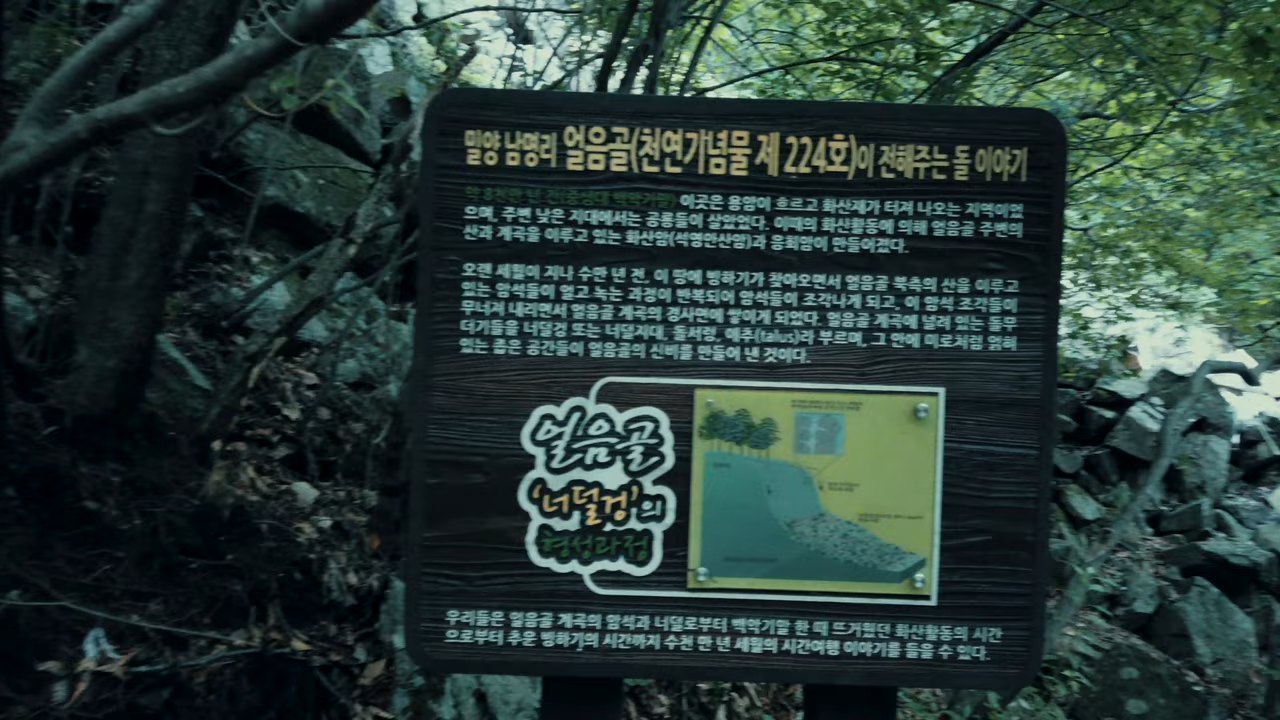 밀양 남명리 얼음골(천연기념물 제 224호)이 전해주는 돌 이야기
이곳은 용암이 흐르고 화산재가 터져 나오는 지역이었
으며, 주변 낮은 지대에서는 공룡들이 살았었다. 이때의 화산활동에 의해 얼음골 주변의
산과 계곡을 이루고 있는 화산암(석영안산암)과 응회암이 만들어졌다.
오랜 세월이 지나 수만 년 전, 이 땅에 빙하기가 찾아오면서 얼음골 북측의 산을 이루고
있는 암석들이 얼고 녹는 과정이 반복되어 암석들이 조각나게 되고, 이 암석 조각들이
무너져 내리면서 얼음골 계곡의 경사면에 쌓이게 되었다. 얼음골 계곡에 널려 있는 돌무
더기들을 너덜겅 또는 너덜지대, 돌서렁, 애추(talus)라 부르며, 그 안에 미로처럼 얽혀
있는 좁은 공간들이 얼음골의 신비를 만들어 낸 것이다.
얼음골
'너덜겅'의
형성과정
우리들은 얼음골 계곡의 암석과 너덜로부터 백악기말 한 때 뜨거웠던 화산활동의 시간
으로부터 추운 빙하기의 시간까지 수천 만 년 세월의 시간여행 이야기를 들을 수 있다.